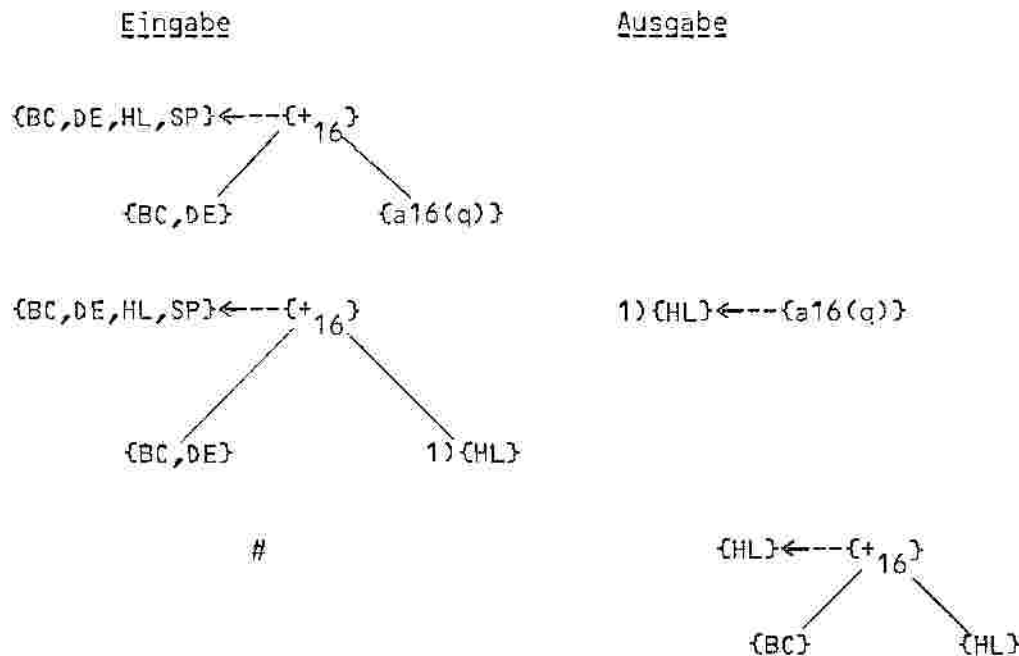 Eingabe Ausgabe
{BC,DE,HL,SP}<---{+16}
{BC,DE} {a16(q)}
{BC,DE,HL,SP}<---{+16} 1){HL}<---{a16(q)}
{BC,DE} 1){HL}
# {HL}<---{+16}
{BC} {HL}